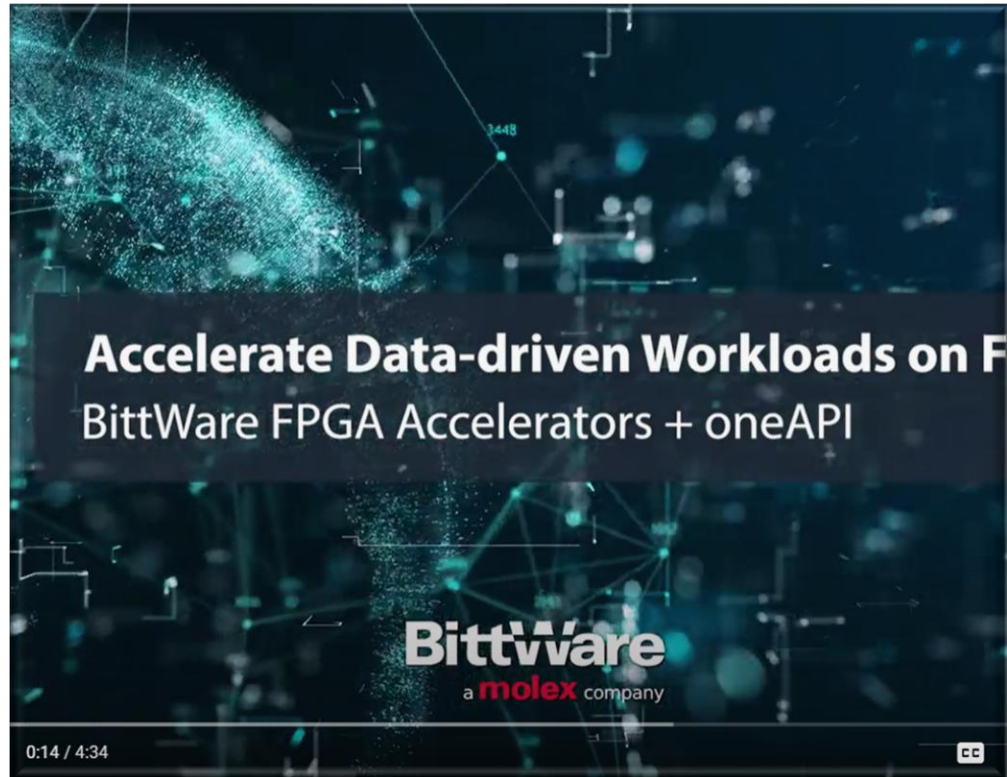 3448
Accelerate Data-driven Workloads on F
BittWare FPGA Accelerators + oneAPI
BittWare
a molex company
0:14 / 4:34
CC